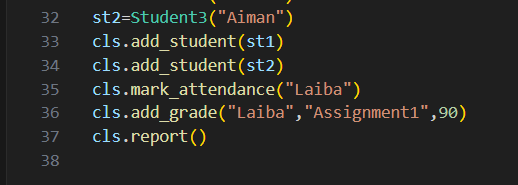 32 st2=Student3("Aiman")
33 cls.add_student(st1)
34 cls.add_student(st2)
35 cls.mark_attendance("Laiba")
36 cls.add_grade("Laiba","Assignment1",90)
37 cls.report()
38